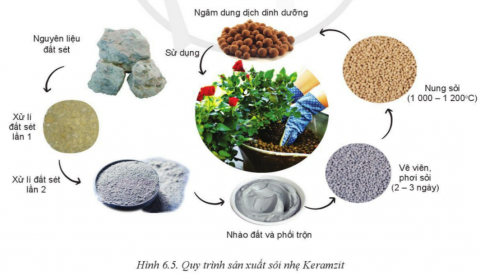 Ngâm dung dịch dinh dưỡng
Nguyên liệu
đất sét
Sử
dụng
Nung sỏi
(1 000 – 1 200°C)
Xử lí
đất sét
lần 1
Xử lí đất sét
lần 2
Vê viên,
phơi sỏi
(2 – 3 ngày)
Nhào đất và phối trộn
Hình 6.5. Quy trình sản xuất sỏi nhẹ Keramzit